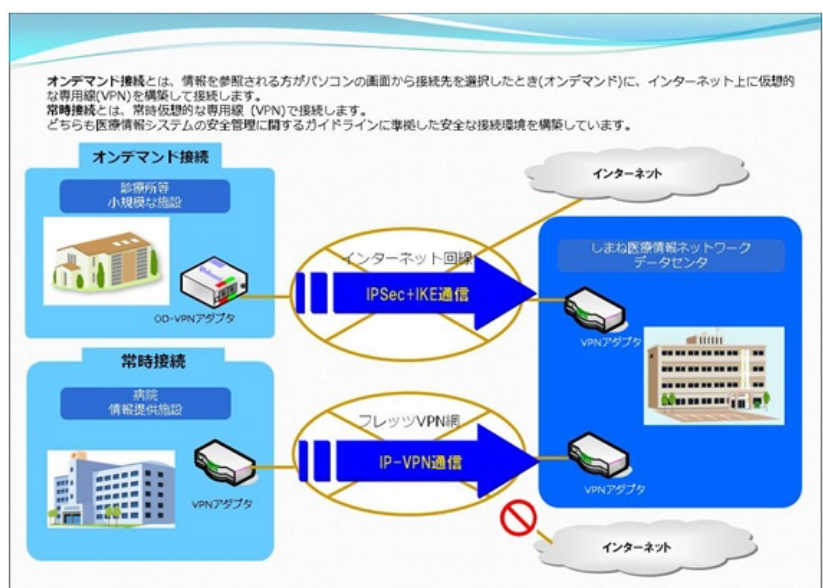 オンデマンド接続とは、情報を参照される方がパソコンの画面から接続先を選択したとき(オンデマンド)に、インターネット上に仮想的
な専用線(VPN)を構築して接続します。
常時接続とは、常時仮想的な専用線 (VPN)で接続します。
どちらも医療情報システムの安全管理に関するガイドラインに準拠した安全な接続環境を構築しています。
オンデマンド接続
診療所等
小規模な施設
OD-VPNアダプタ
インターネット
インターネット回線
IPSec+IKE通信
しまね医療情報ネットワーク
データセンタ
VPNアダプタ
常時接続
病院
情報提供施設
VPNアダプタ
フレッツVPN網
IP-VPN通信
VPNアダプタ
インターネット